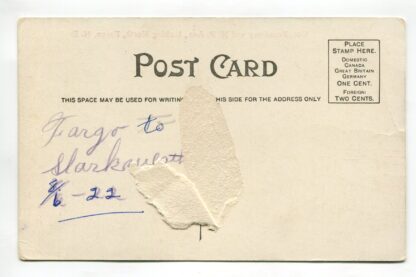 POST CARD
PLACE
STAMP HERE.
DOMESTIC
CANADA
GREAT BRITAIN
GERMANY
ONE CENT.
FOREIGN
TWO CENTS.
THIS SPACE MAY BE USED FOR WRITING THIS SIDE FOR THE ADDRESS ONLY
Fargo to
-22